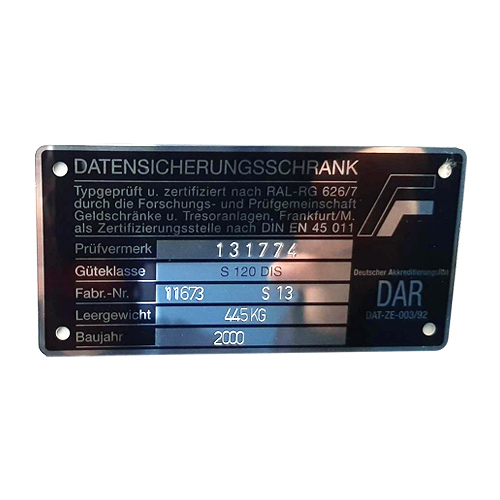 DATENSICHERUNGSSCHRANK
Typgeprüft u. zertifiziert nach RAL-RG 626/7
durch die Forschungs- und Prüfgemeinschaft
Geldschränke u. Tresoranlagen, Frankfurt/M.
als Zertifizierungsstelle nach DIN EN 45 011
Prüfvermerk 131774
Güteklasse S 120 DIS
Deutscher Akkreditierungsrat
Fabr.-Nr. 11673 S 13
DAR
Leergewicht 445 KG
DAT-ZE-003/92
Baujahr 2000